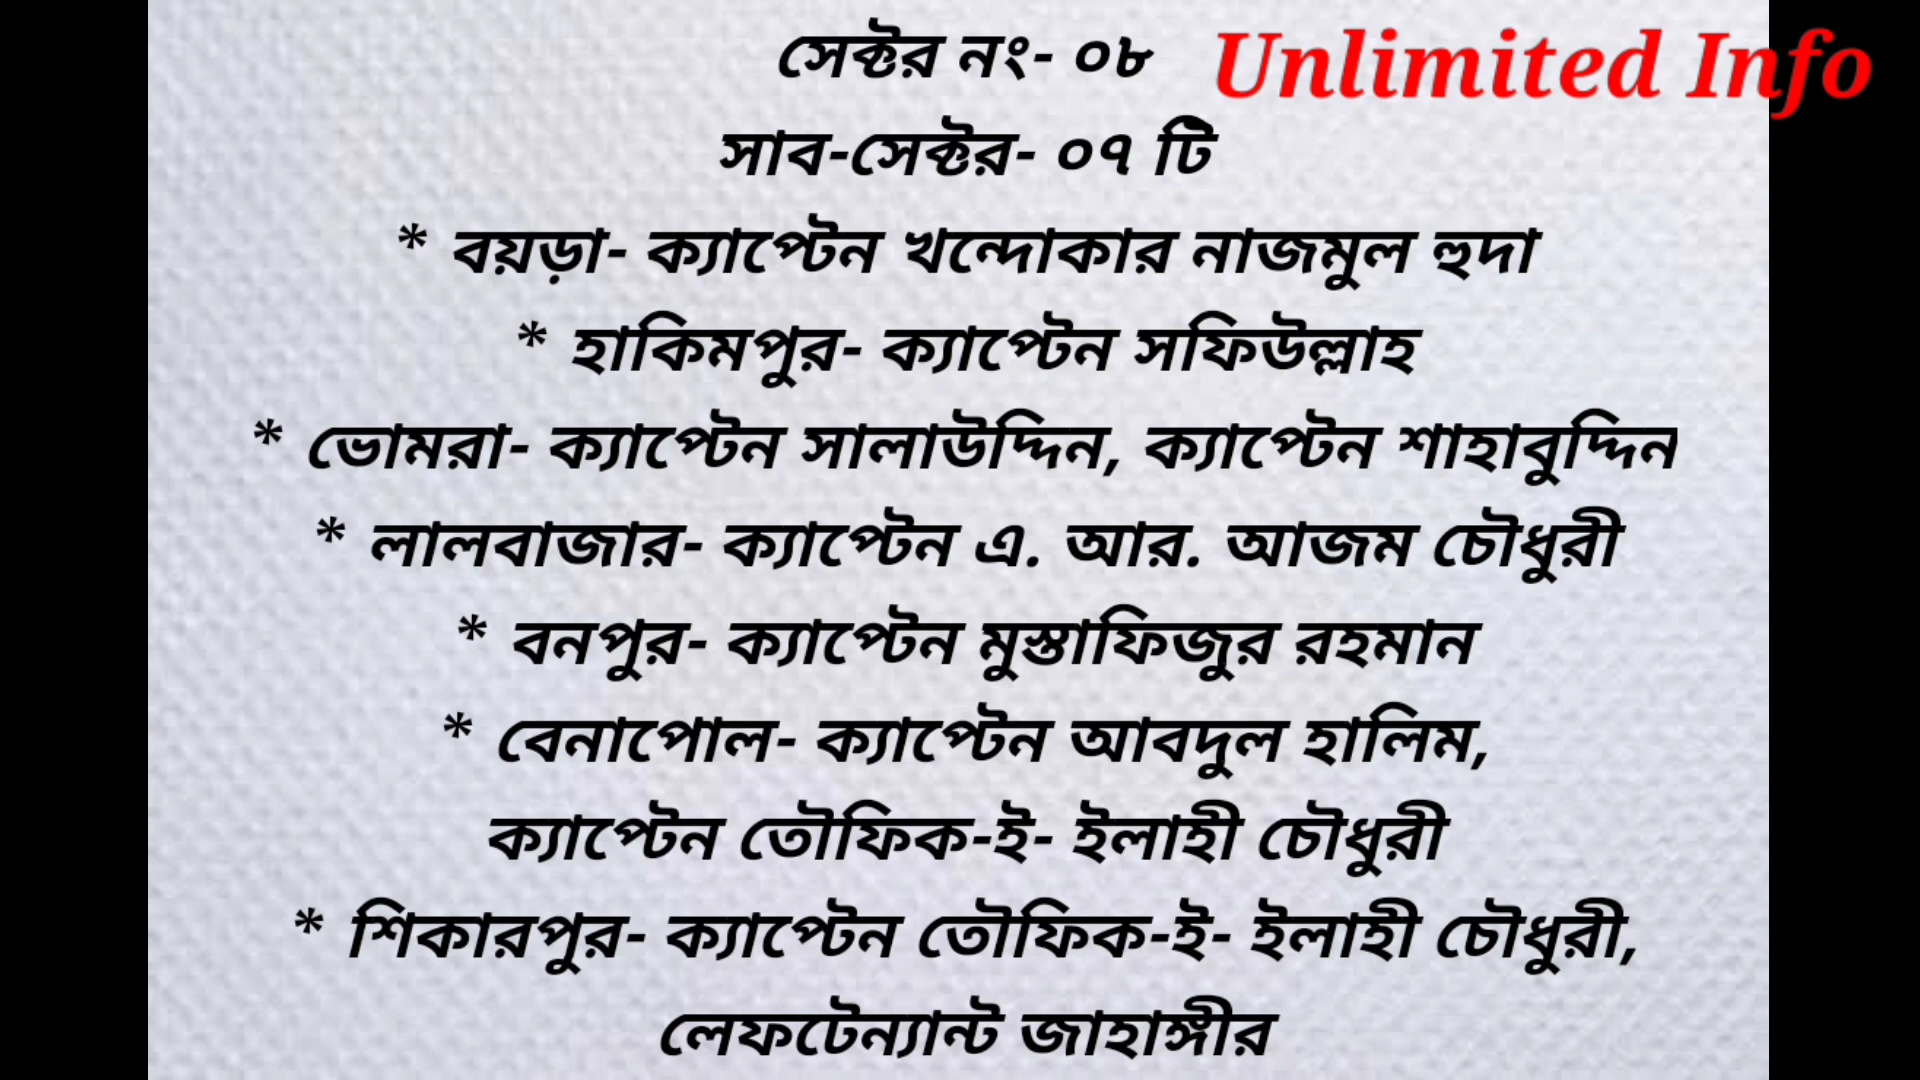 সেক্টর নং- ০৮
Unlimited Info
সাব-সেক্টর- ০৭ টি
* বয়ড়া- ক্যাপ্টেন খন্দোকার নাজমুল হুদা
* হাকিমপুর- ক্যাপ্টেন সফিউল্লাহ
* ভোমরা- ক্যাপ্টেন সালাউদ্দিন, ক্যাপ্টেন শাহাবুদ্দিন
* লালবাজার- ক্যাপ্টেন এ. আর. আজম চৌধুরী
* বনপুর- ক্যাপ্টেন মুস্তাফিজুর রহমান
* বেনাপোল- ক্যাপ্টেন আবদুল হালিম,
ক্যাপ্টেন তৌফিক-ই- ইলাহী চৌধুরী
* শিকারপুর- ক্যাপ্টেন তৌফিক-ই- ইলাহী চৌধুরী,
লেফটেন্যান্ট জাহাঙ্গীর